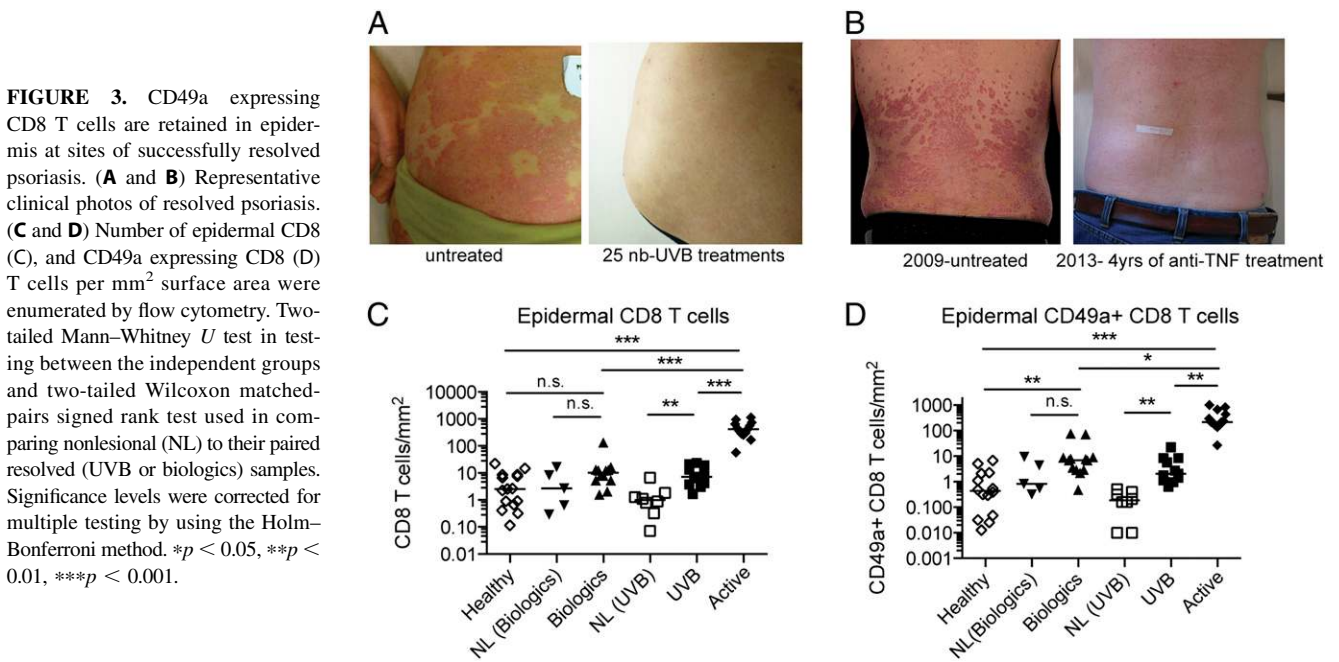 FIGURE 3. CD49a expressing
CD8 T cells are retained in epider-
mis at sites of successfully resolved
psoriasis. (A and B) Representative
clinical photos of resolved psoriasis.
(C and D) Number of epidermal CD8
(C), and CD49a expressing CD8 (D)
T cells per mm² surface area were
enumerated by flow cytometry. Two-
tailed Mann–Whitney U test in test-
ing between the independent groups
and two-tailed Wilcoxon matched-
pairs signed rank test used in com-
paring nonlesional (NL) to their paired
resolved (UVB or biologics) samples.
Significance levels were corrected for
multiple testing by using the Holm–
Bonferroni method. *p < 0.05, **p <
0.01, ***p < 0.001.
A
untreated
25 nb-UVB treatments
B
2009-untreated
2013- 4yrs of anti-TNF treatment
C
Epidermal CD8 T cells
***
***
n.s.
***
n.s.
**
CD8 T cells/mm²
10000
1000
100
10
1
0.10
0.01
Healthy
NL (Biologics)
Biologics
NL (UVB)
UVB
Active
D
Epidermal CD49a+ CD8 T cells
***
*
**
**
n.s.
**
CD49a+ CD8 T cells/mm²
1000
100
10
1
0.100
0.010
0.001
Healthy
NL(Biologics)
Biologics
NL (UVB)
UVB
Active